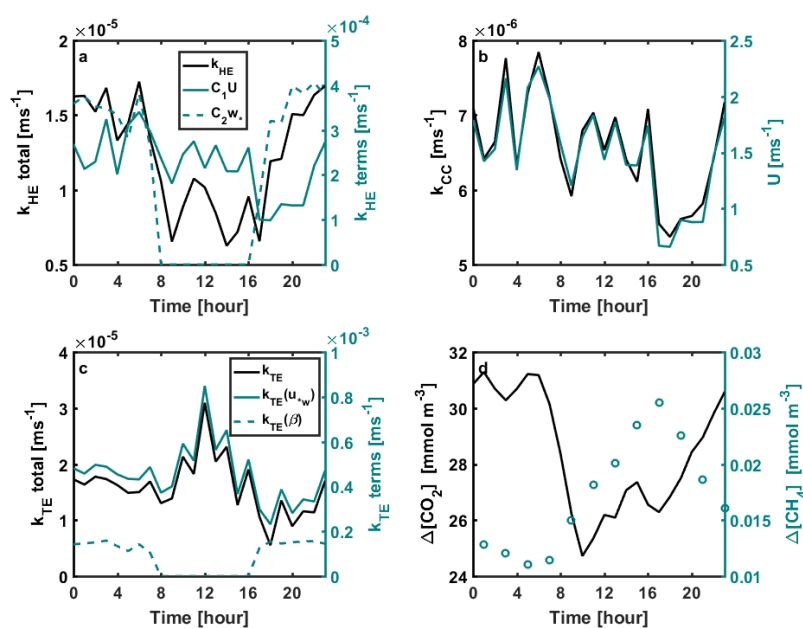 ×10⁻⁵
×10⁻⁴
2
1.5
1
0.5
k_HE total [ms⁻¹]
a
k_HE
C₁U
C₂w*
5
4
3
2
1
0
k_HE terms [ms⁻¹]
0 4 8 12 16 20
Time [hour]
×10⁻⁶
8
7
6
5
k_CC [ms⁻¹]
b
2.5
2
1.5
1
0.5
U [ms⁻¹]
0 4 8 12 16 20
Time [hour]
×10⁻⁵
×10⁻³
4
3
2
1
0
k_TE total [ms⁻¹]
c
k_TE
k_TE(u*w)
k_TE(β)
1
0.8
0.6
0.4
0.2
0
k_TE terms [ms⁻¹]
0 4 8 12 16 20
Time [hour]
32
30
28
26
24
Δ[CO₂] [mmol m⁻³]
d
0.03
0.025
0.02
0.015
0.01
Δ[CH₄] [mmol m⁻³]
0 4 8 12 16 20
Time [hour]